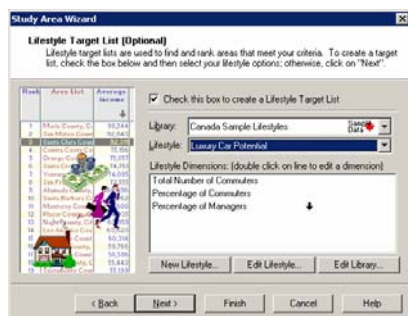 Study Area Wizard
Lifestyle Target List (Optional)
Lifestyle target lists are used to find and rank areas that meet your criteria. To create a target
list, check the box below and then select your lifestyle options; otherwise, click on "Next".
Rank Area List Average Income
Check this box to create a Lifestyle Target List
Library: Canada Sample Lifestyles Sample Data
Lifestyle: Luxury Car Potential
Lifestyle Dimensions: (double click on line to edit a dimension)
Total Number of Commuters
Percentage of Commuters
Percentage of Managers
New Lifestyle... Edit Lifestyle... Edit Library...
< Back Next > Finish Cancel Help